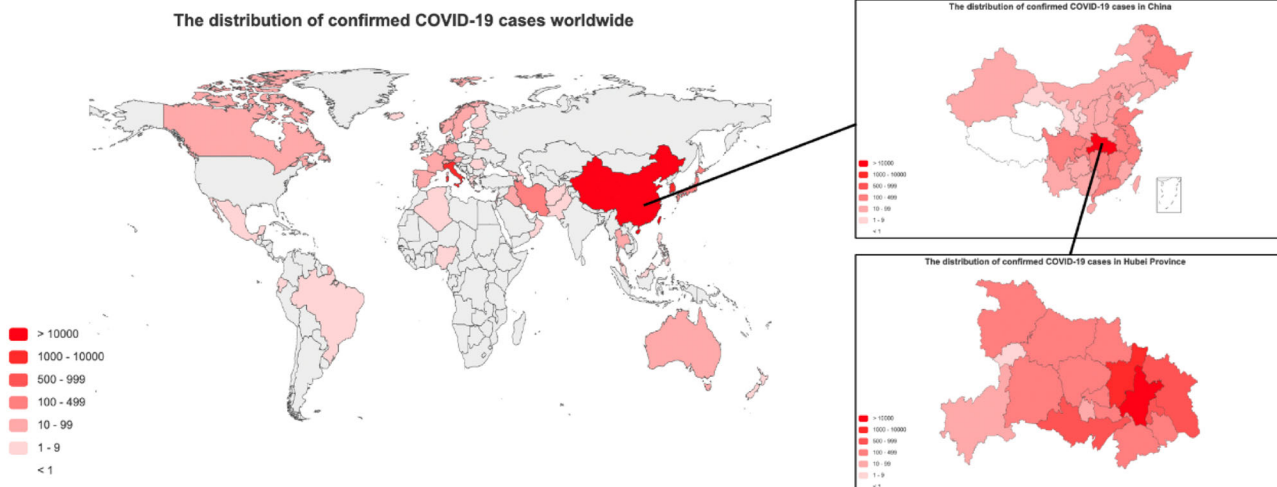 The distribution of confirmed COVID-19 cases worldwide
> 10000
1000 - 10000
500 - 999
100 - 499
10 - 99
1 - 9
< 1
The distribution of confirmed COVID-19 cases in China
> 10000
1000 - 10000
500 - 999
100 - 499
10 - 99
1 - 9
< 1
The distribution of confirmed COVID-19 cases in Hubei Province
> 10000
1000 - 10000
500 - 999
100 - 499
10 - 99
1 - 9
< 1